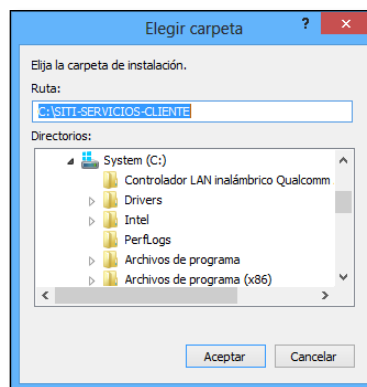 Elegir carpeta
?
×
Elija la carpeta de instalación.
Ruta:
C:\SITI-SERVICIOS-CLIENTE
Directorios:
System (C:)
Controlador LAN inalámbrico Qualcomm
Drivers
Intel
PerfLogs
Archivos de programa
Archivos de programa (x86)
Aceptar
Cancelar